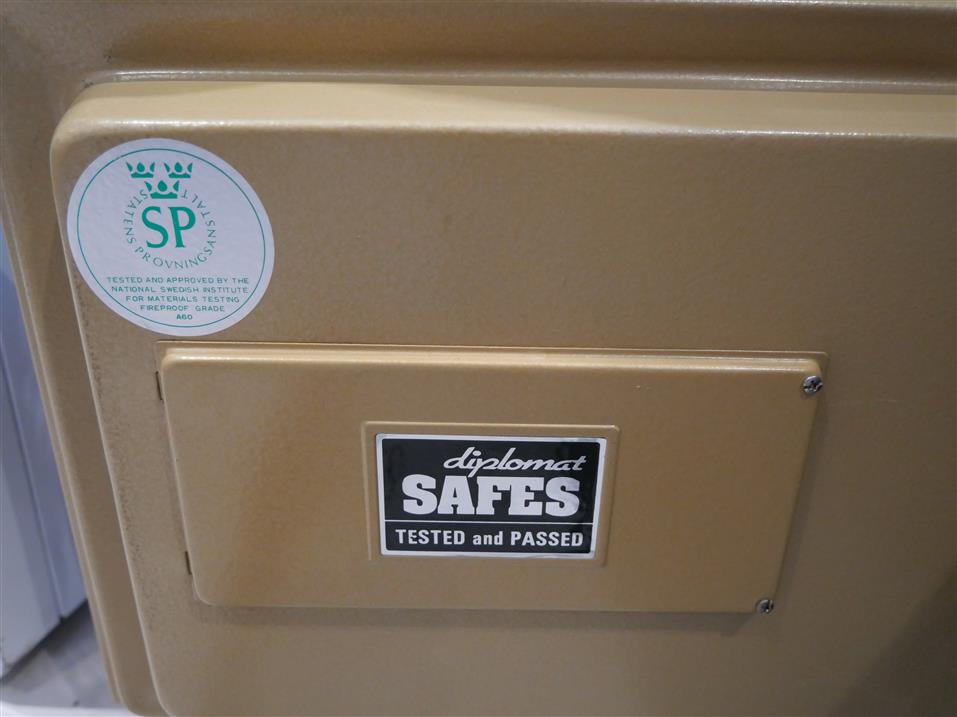 STATENS PROVNINGSANSTALT
SP
TESTED AND APPROVED BY THE
NATIONAL SWEDISH INSTITUTE
FOR MATERIALS TESTING
FIREPROOF GRADE
A60
diplomat
SAFES
TESTED and PASSED